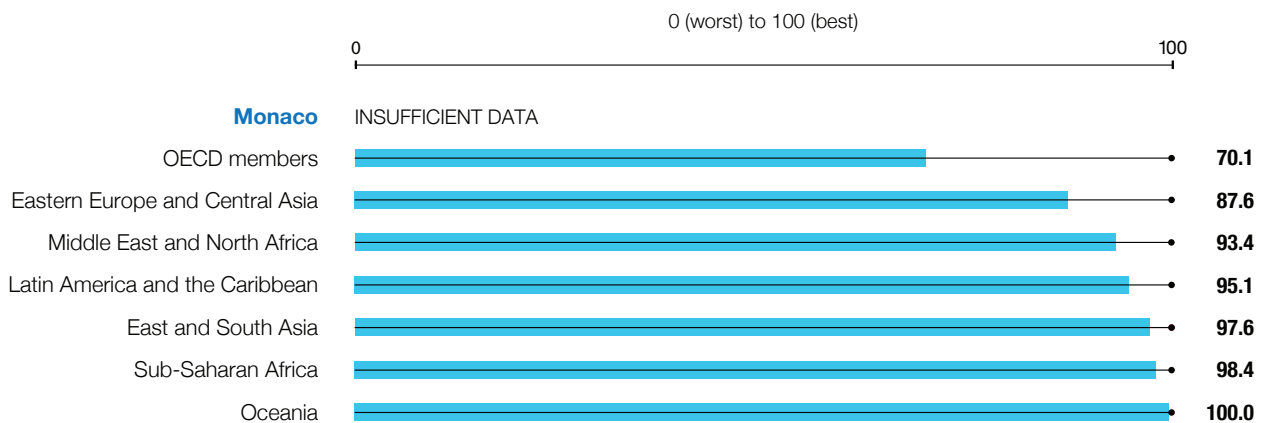 0 (worst) to 100 (best)
0 100
Monaco INSUFFICIENT DATA
OECD members 70.1
Eastern Europe and Central Asia 87.6
Middle East and North Africa 93.4
Latin America and the Caribbean 95.1
East and South Asia 97.6
Sub-Saharan Africa 98.4
Oceania 100.0